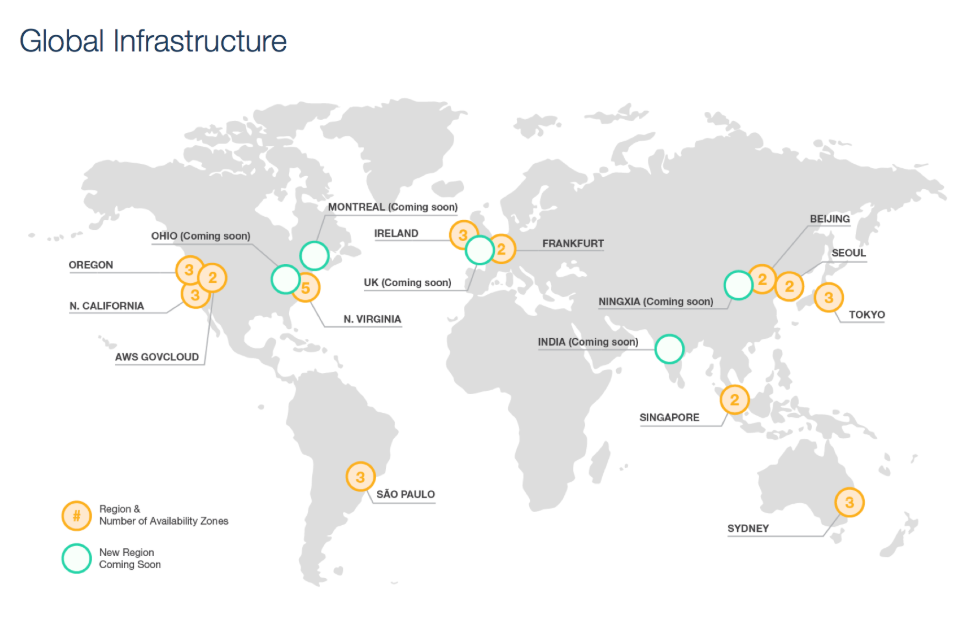 Global Infrastructure
MONTREAL (Coming soon)
OHIO (Coming soon)
IRELAND
3
2
FRANKFURT
BEIJING
SEOUL
OREGON
3
2
3
N. CALIFORNIA
5
UK (Coming soon)
N. VIRGINIA
NINGXIA (Coming soon)
2
2
3
TOKYO
AWS GOVCLOUD
INDIA (Coming soon)
2
SINGAPORE
3
SÃO PAULO
3
SYDNEY
#
Region &
Number of Availability Zones
New Region
Coming Soon